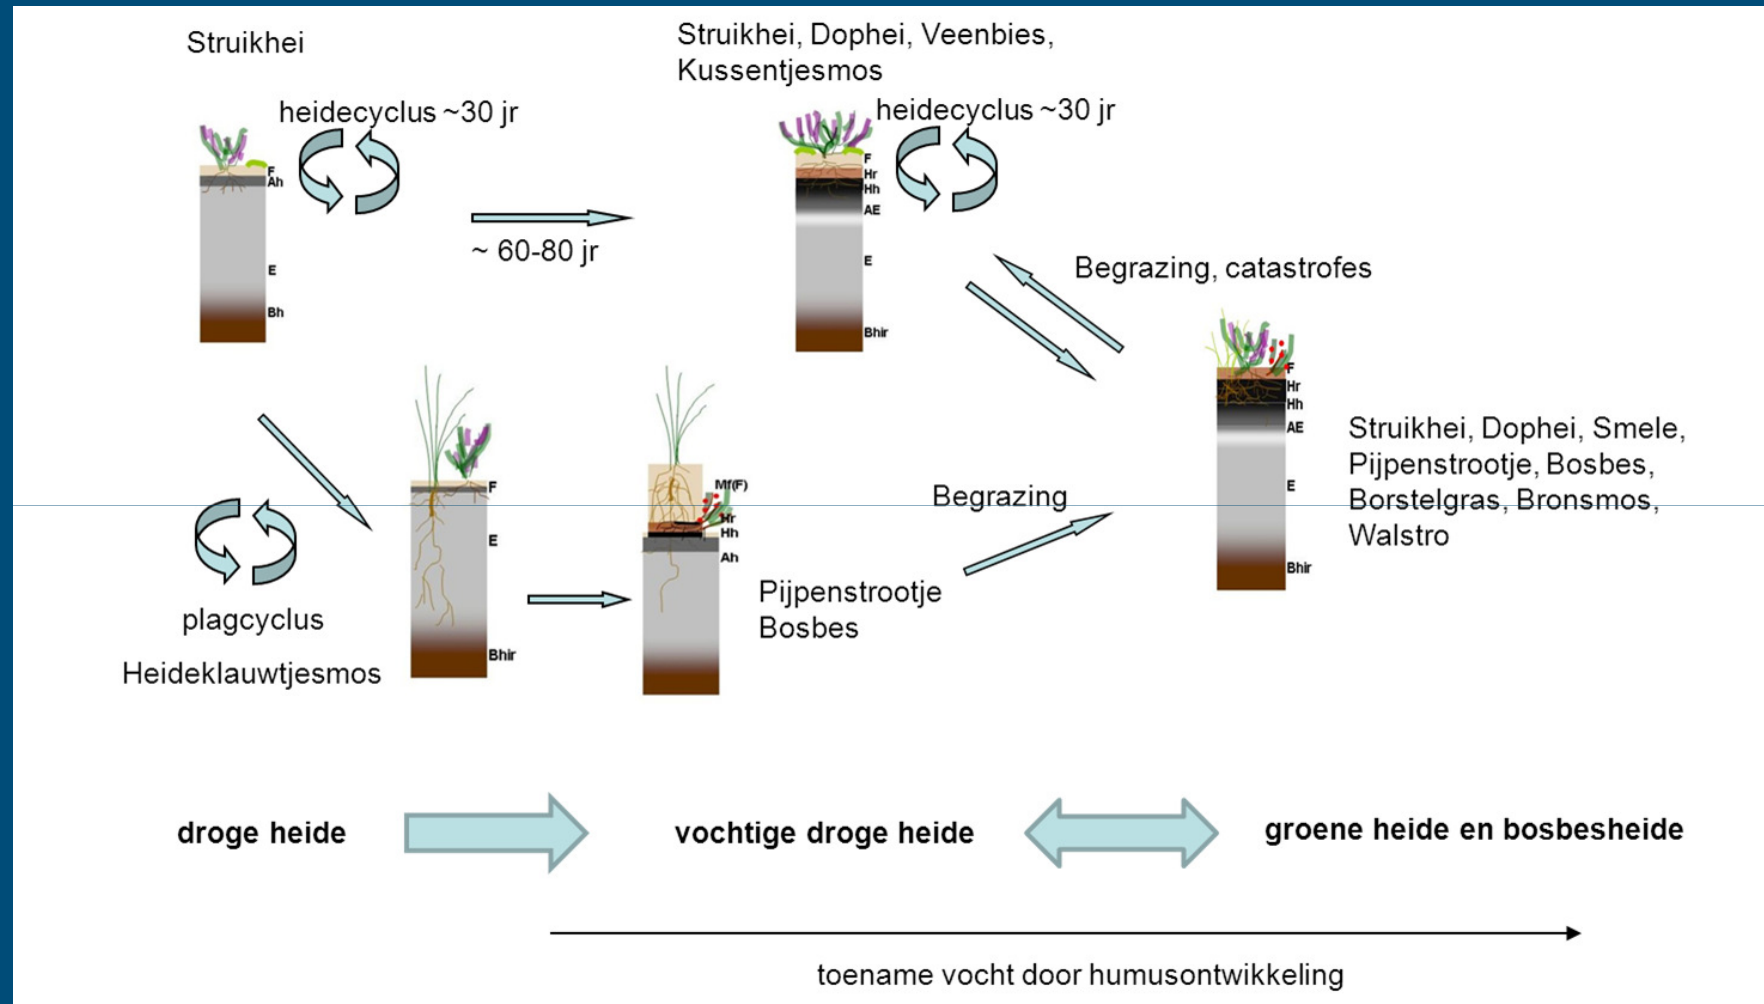 Struikhei
heidecyclus ~30 jr
F
Ah
E
Bh
~ 60-80 jr
Struikhei, Dophei, Veenbies,
Kussentjesmos
heidecyclus ~30 jr
F
Hr
Hh
AE
E
Bhir
Begrazing, catastrofes
F
Hr
Hh
AE
E
Bhir
Struikhei, Dophei, Smele,
Pijpenstrootje, Bosbes,
Borstelgras, Bronsmos,
Walstro
plagcyclus
Heideklauwtjesmos
F
E
Bhir
Mf(F)
Hr
Hh
Ah
Pijpenstrootje
Bosbes
Begrazing
droge heide
vochtige droge heide
groene heide en bosbesheide
toename vocht door humusontwikkeling